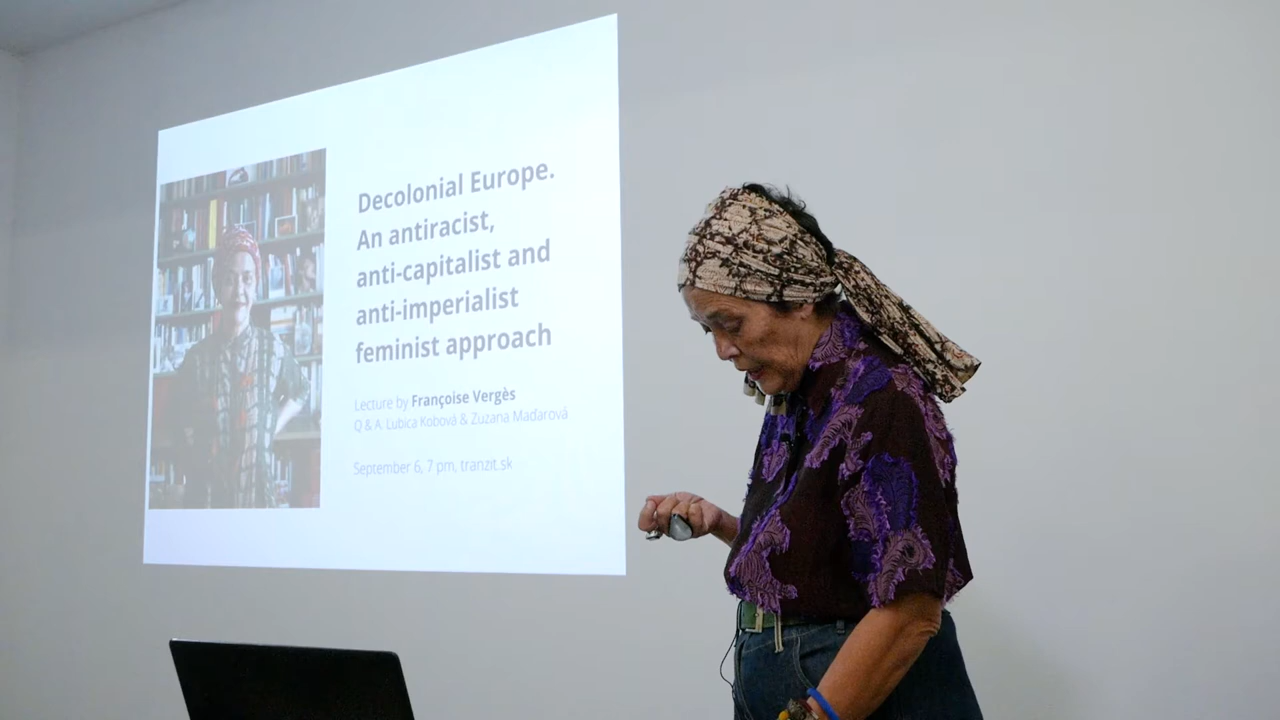 Decolonial Europe.
An antiracist,
anti-capitalist and
anti-imperialist
feminist approach
Lecture by Françoise Vergès
Q & A: Ľubica Kobová & Zuzana Maďarová
September 6, 7 pm, tranzit.sk